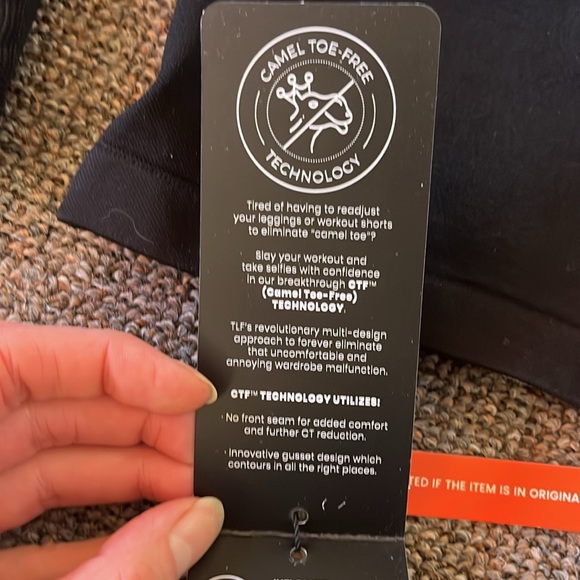 CAMEL TOE-FREE
TECHNOLOGY
Tired of having to readjust
your leggings or workout shorts
to eliminate "camel toe"?
Slay your workout and
take selfies with confidence
in our breakthrough CTF™
(Camel Toe-Free)
TECHNOLOGY.
TLF's revolutionary multi-design
approach to forever eliminate
that uncomfortable and
annoying wardrobe malfunction.
CTF™ TECHNOLOGY UTILIZES:
· No front seam for added comfort
and further CT reduction.
· Innovative gusset design which
contours in all the right places.
TED IF THE ITEM IS IN ORIGINA